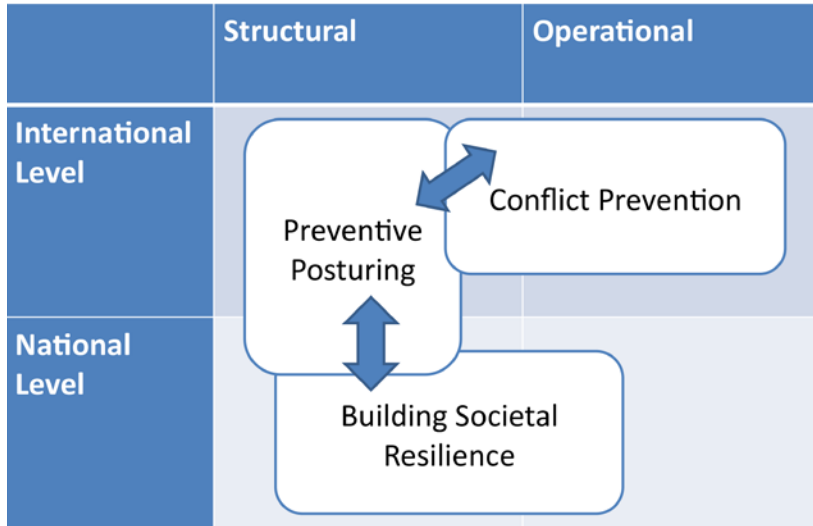 Structural
Operational
International
Level
Conflict Prevention
Preventive
Posturing
National
Level
Building Societal
Resilience